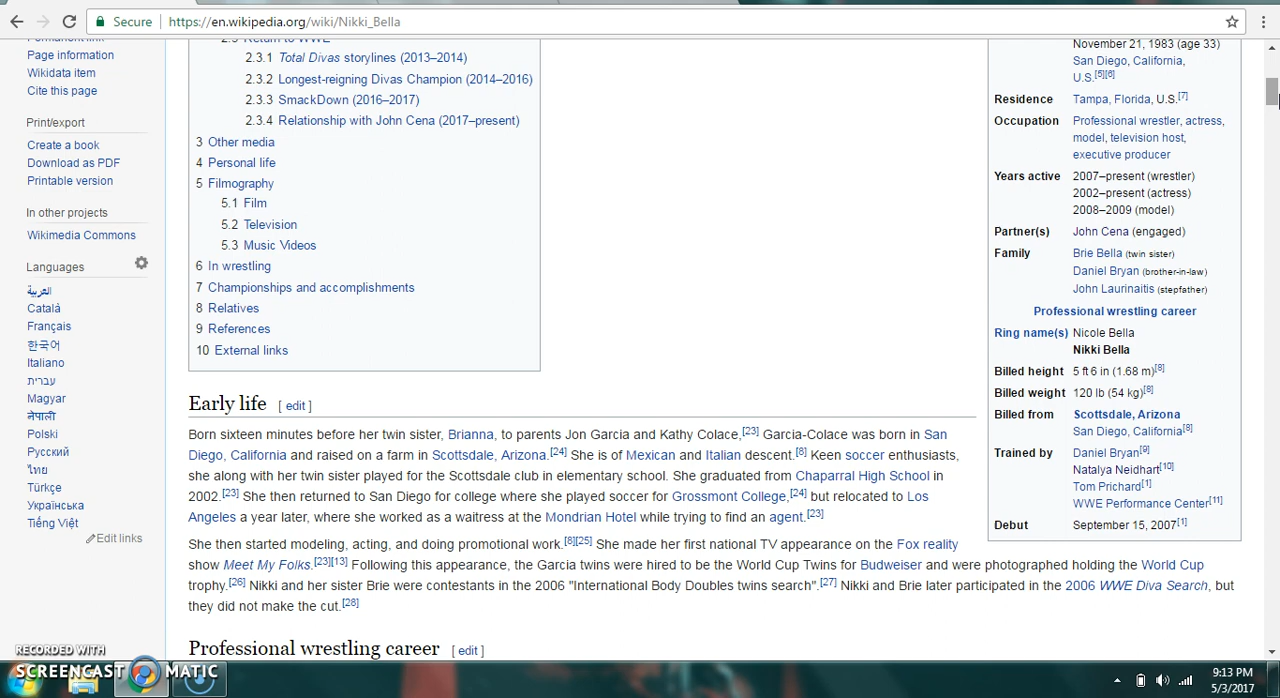 Secure | https://en.wikipedia.org/wiki/Nikki_Bella
Permanent link
Page information
Wikidata item
Cite this page
Print/export
Create a book
Download as PDF
Printable version
In other projects
Wikimedia Commons
Languages
العربية
Català
Français
한국어
Italiano
עברית
Magyar
नेपाली
Polski
Русский
ไทย
Türkçe
Українська
Tiếng Việt
Edit links
2.3 Return to WWE
2.3.1 Total Divas storylines (2013–2014)
2.3.2 Longest-reigning Divas Champion (2014–2016)
2.3.3 SmackDown (2016–2017)
2.3.4 Relationship with John Cena (2017–present)
3 Other media
4 Personal life
5 Filmography
5.1 Film
5.2 Television
5.3 Music Videos
6 In wrestling
7 Championships and accomplishments
8 Relatives
9 References
10 External links
November 21, 1983 (age 33)
San Diego, California,
U.S.[5][6]
Residence Tampa, Florida, U.S.[7]
Occupation Professional wrestler, actress,
model, television host,
executive producer
Years active 2007–present (wrestler)
2002–present (actress)
2008–2009 (model)
Partner(s) John Cena (engaged)
Family Brie Bella (twin sister)
Daniel Bryan (brother-in-law)
John Laurinaitis (stepfather)
Professional wrestling career
Ring name(s) Nicole Bella
Nikki Bella
Billed height 5 ft 6 in (1.68 m)[8]
Billed weight 120 lb (54 kg)[8]
Billed from Scottsdale, Arizona
San Diego, California[8]
Trained by Daniel Bryan[9]
Natalya Neidhart[10]
Tom Prichard[1]
WWE Performance Center[11]
Debut September 15, 2007[1]
Early life [ edit ]
Born sixteen minutes before her twin sister, Brianna, to parents Jon Garcia and Kathy Colace,[23] Garcia-Colace was born in San
Diego, California and raised on a farm in Scottsdale, Arizona.[24] She is of Mexican and Italian descent.[8] Keen soccer enthusiasts,
she along with her twin sister played for the Scottsdale club in elementary school. She graduated from Chaparral High School in
2002.[23] She then returned to San Diego for college where she played soccer for Grossmont College,[24] but relocated to Los
Angeles a year later, where she worked as a waitress at the Mondrian Hotel while trying to find an agent.[23]
She then started modeling, acting, and doing promotional work.[8][25] She made her first national TV appearance on the Fox reality
show Meet My Folks.[23][13] Following this appearance, the Garcia twins were hired to be the World Cup Twins for Budweiser and were photographed holding the World Cup
trophy.[26] Nikki and her sister Brie were contestants in the 2006 "International Body Doubles twins search".[27] Nikki and Brie later participated in the 2006 WWE Diva Search, but
they did not make the cut.[28]
Professional wrestling career [ edit ]
RECORDED WITH
SCREENCAST MATIC
9:13 PM
5/3/2017